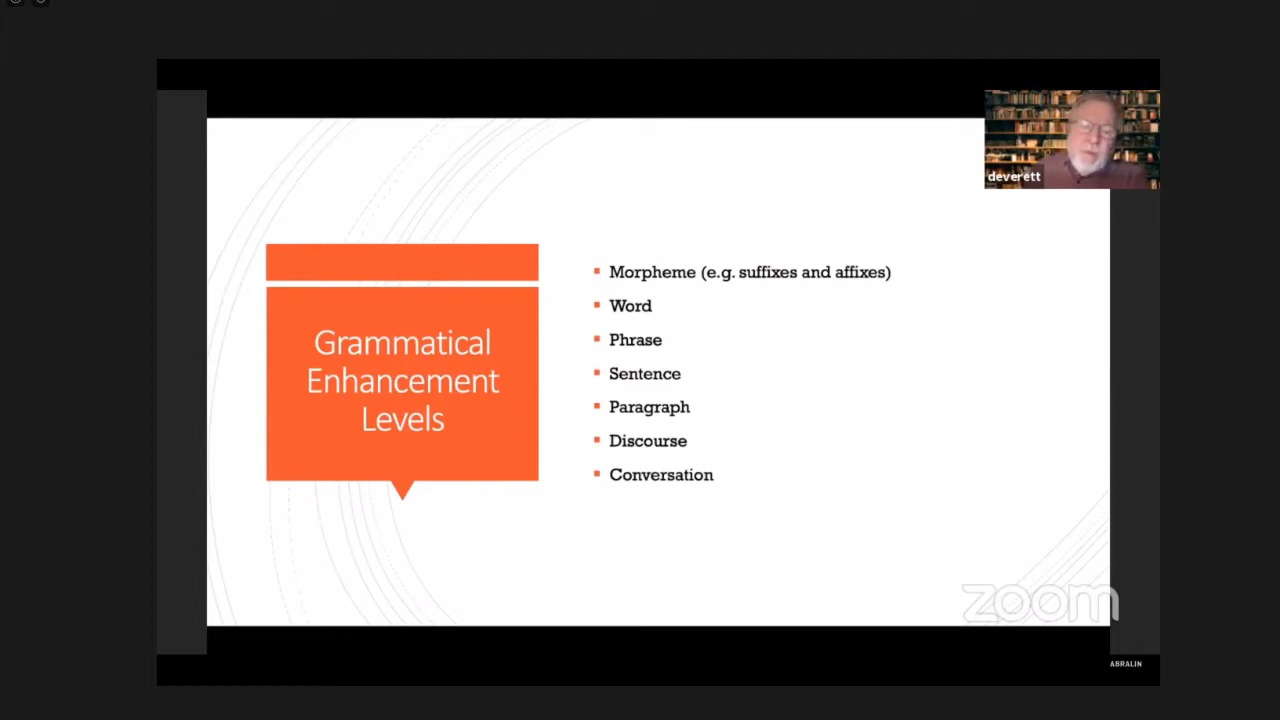 deverett
Grammatical
Enhancement
Levels
Morpheme (e.g. suffixes and affixes)
Word
Phrase
Sentence
Paragraph
Discourse
Conversation
zoom
ABRALIN